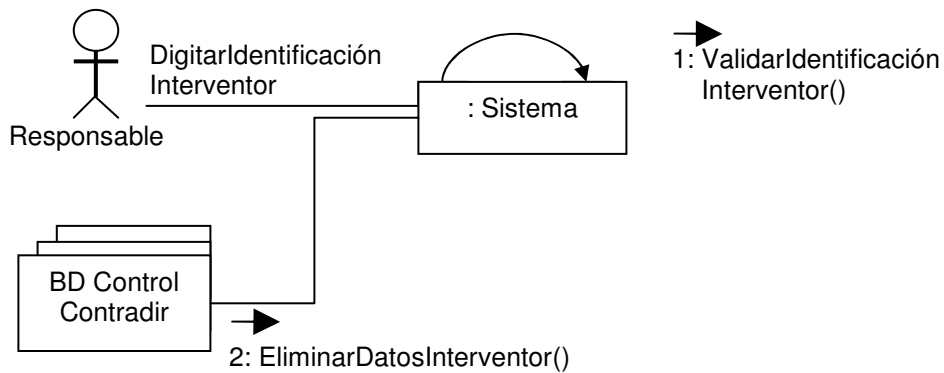 DigitarIdentificación
Interventor
1: ValidarIdentificación
Interventor()
: Sistema
Responsable
BD Control
Contradir
2: EliminarDatosInterventor()